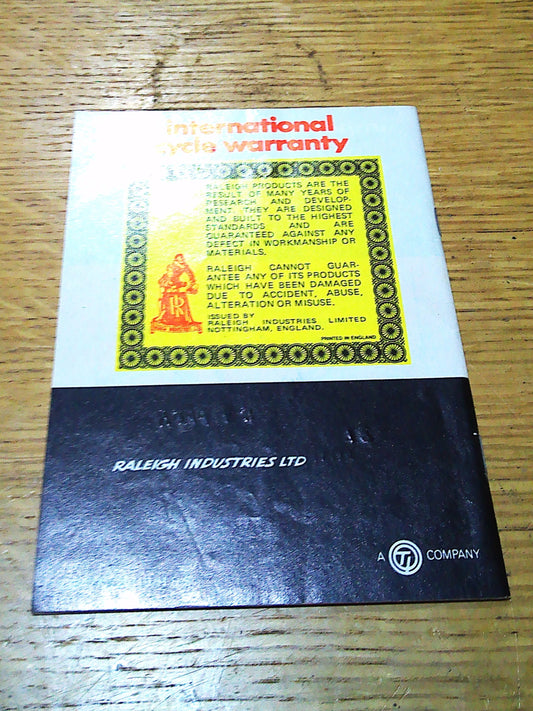 international
cycle warranty
RALEIGH PRODUCTS ARE THE
RESULT OF MANY YEARS OF
RESEARCH AND DEVELOP-
MENT. THEY ARE DESIGNED
AND BUILT TO THE HIGHEST
STANDARDS AND ARE
GUARANTEED AGAINST ANY
DEFECT IN WORKMANSHIP OR
MATERIALS.
RALEIGH CANNOT GUAR-
ANTEE ANY OF ITS PRODUCTS
WHICH HAVE BEEN DAMAGED
DUE TO ACCIDENT, ABUSE,
ALTERATION OR MISUSE.
ISSUED BY
RALEIGH INDUSTRIES LIMITED
NOTTINGHAM, ENGLAND.
PRINTED IN ENGLAND
R
RALEIGH INDUSTRIES LTD
A TI COMPANY